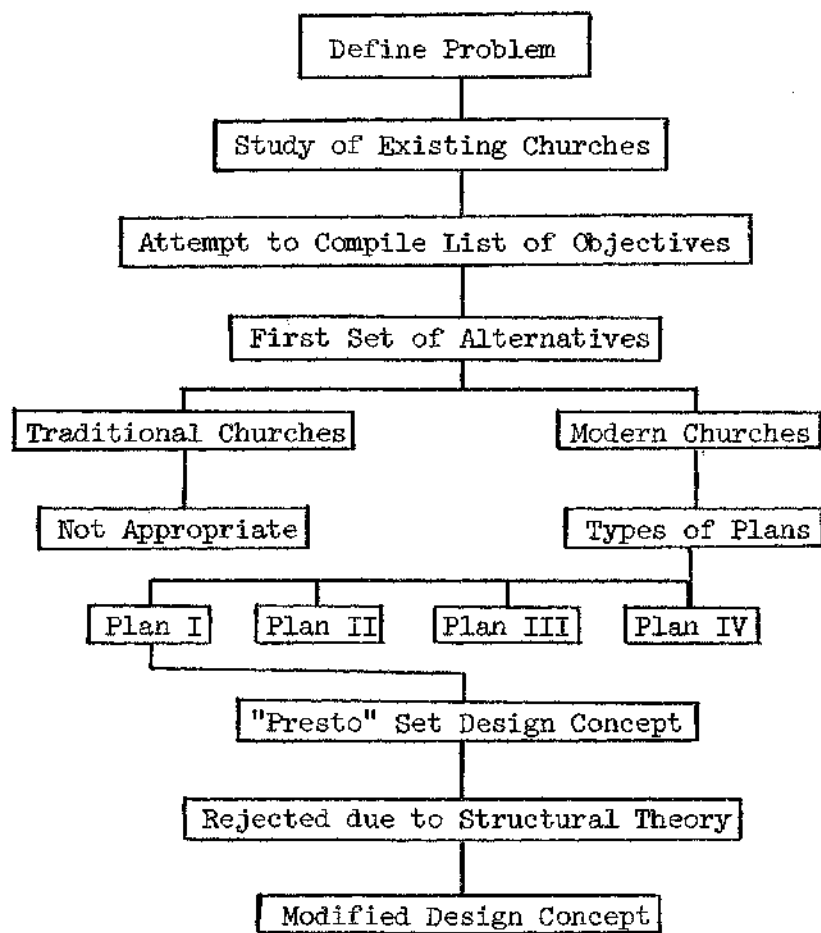 Define Problem
Study of Existing Churches
Attempt to Compile List of Objectives
First Set of Alternatives
Traditional Churches
Modern Churches
Not Appropriate
Types of Plans
Plan I
Plan II
Plan III
Plan IV
"Presto" Set Design Concept
Rejected due to Structural Theory
Modified Design Concept